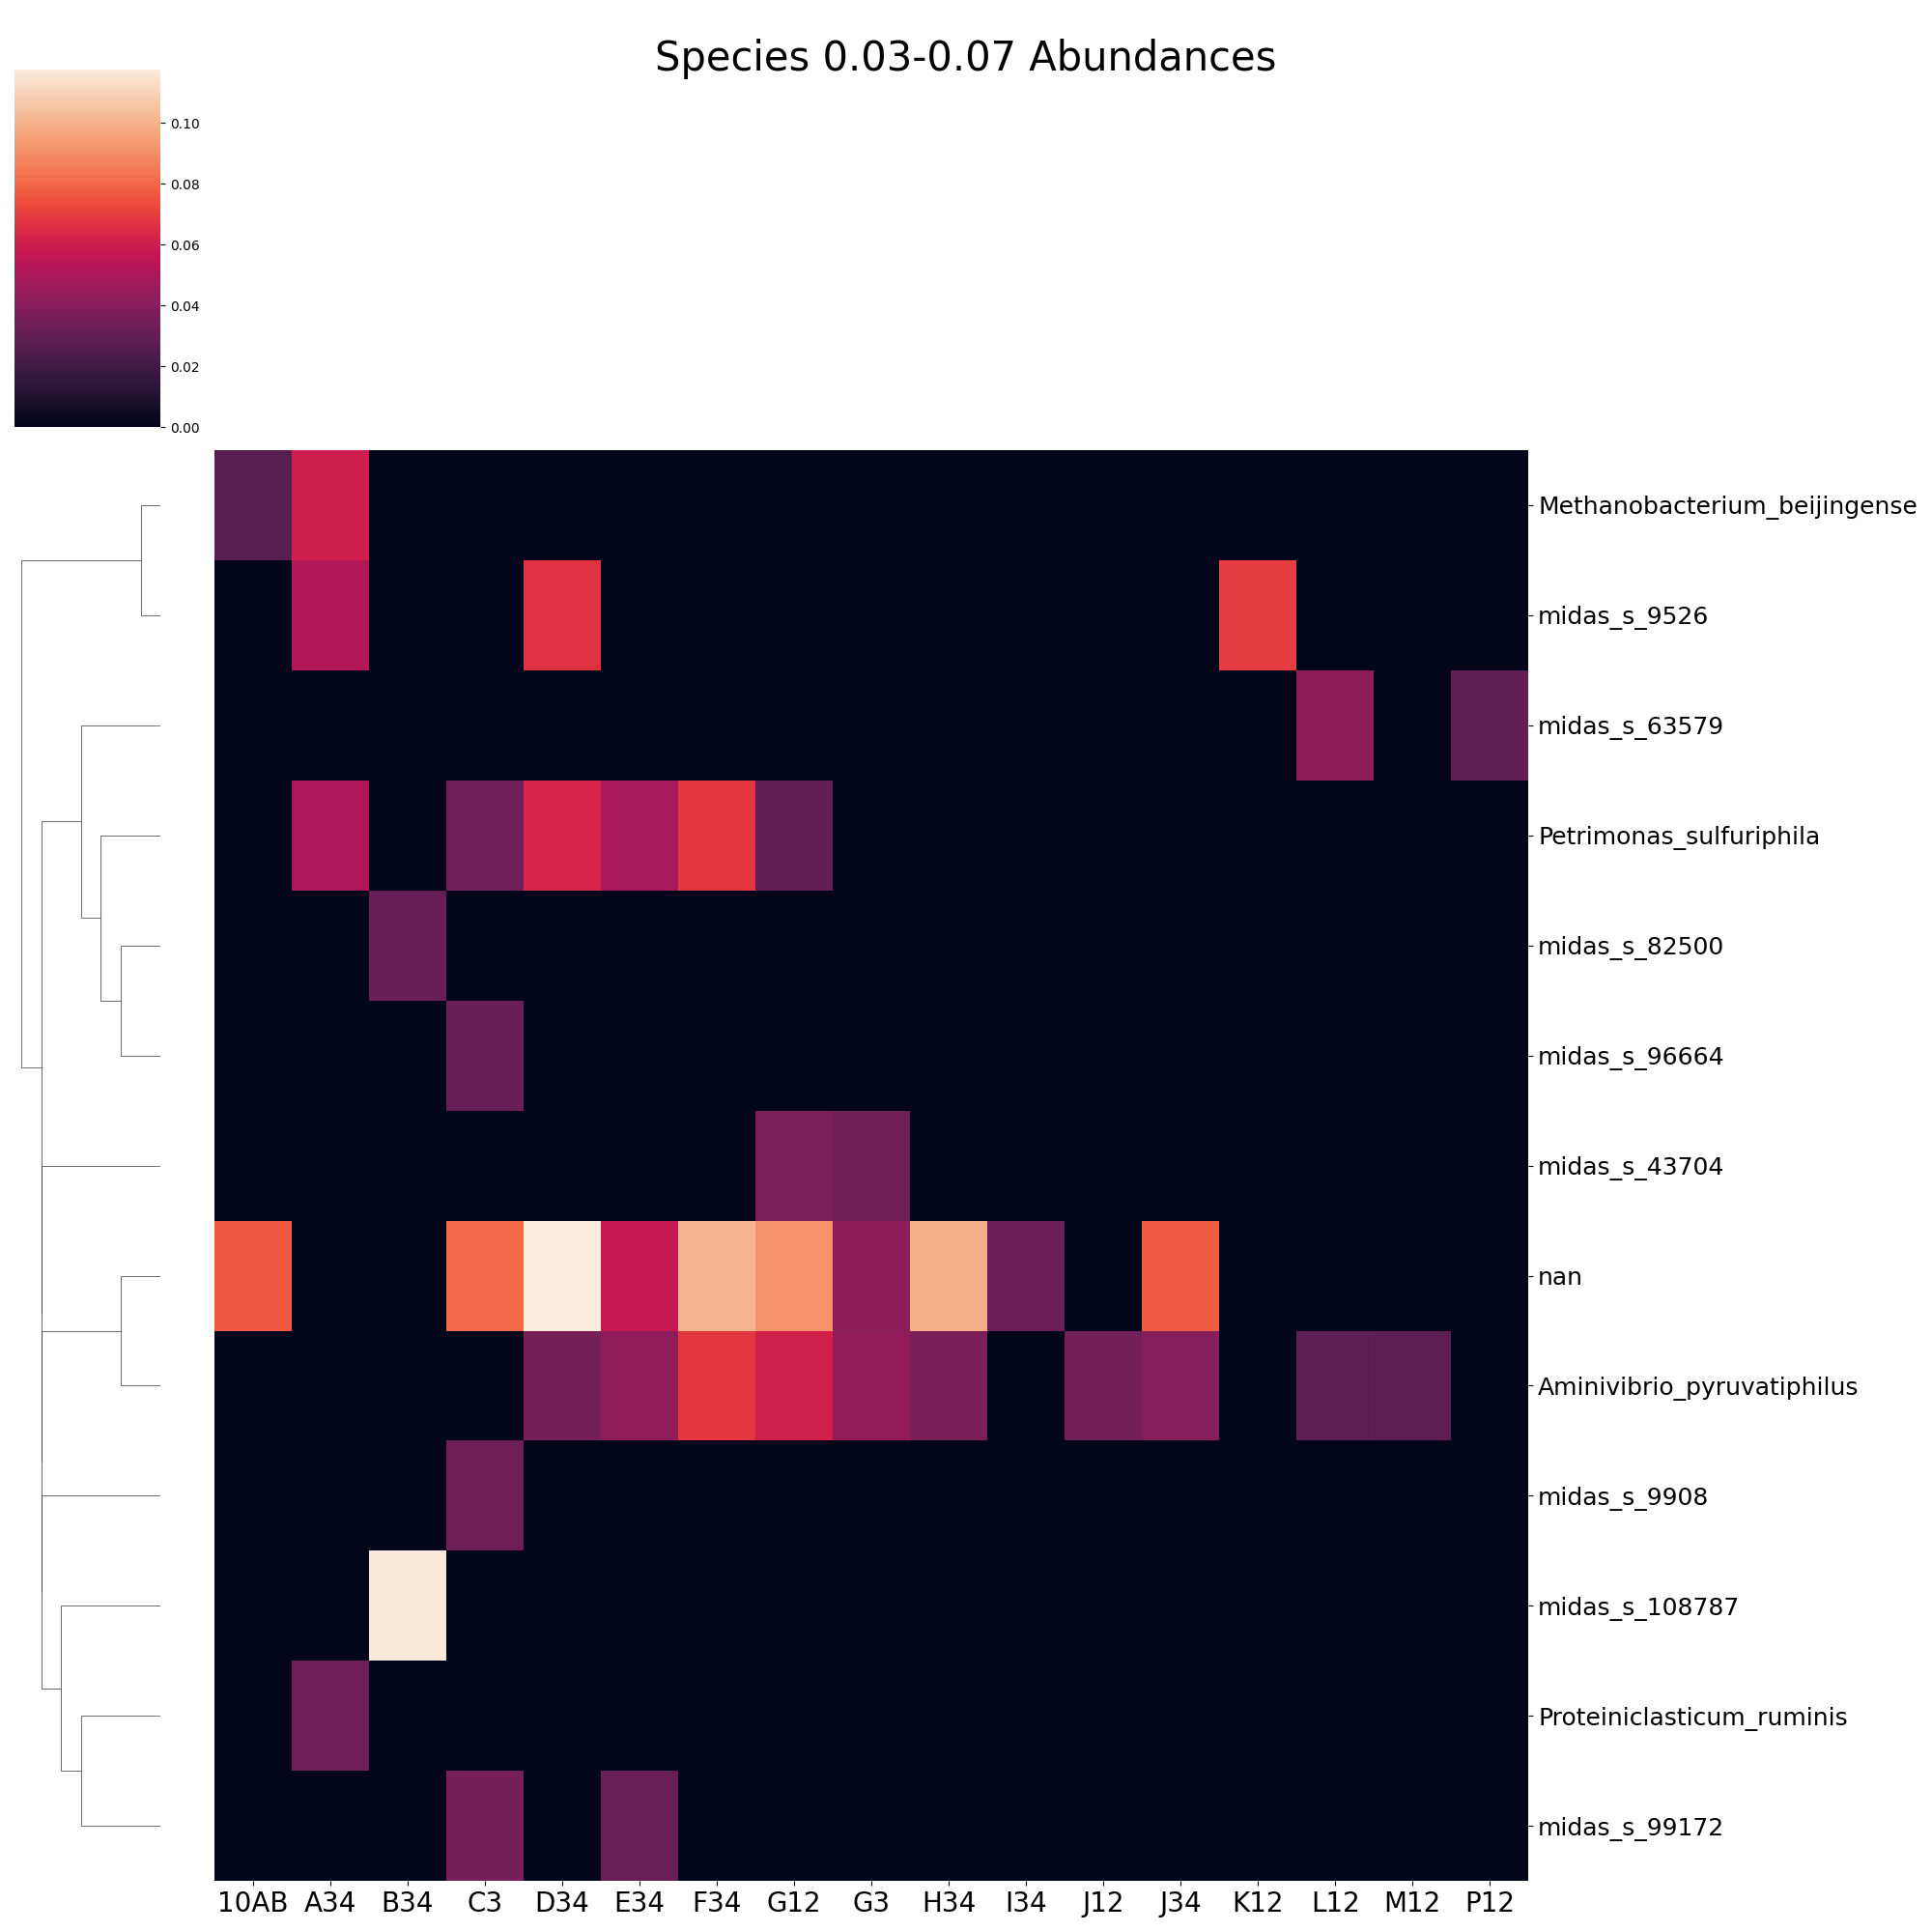 Species 0.03-0.07 Abundances
0.10
0.08
0.06
0.04
0.02
0.00
Methanobacterium_beijingense
midas_s_9526
midas_s_63579
Petrimonas_sulfuriphila
midas_s_82500
midas_s_96664
midas_s_43704
nan
Aminivibrio_pyruvatiphilus
midas_s_9908
midas_s_108787
Proteiniclasticum_ruminis
midas_s_99172
10AB A34 B34 C3 D34 E34 F34 G12 G3 H34 I34 J12 J34 K12 L12 M12 P12